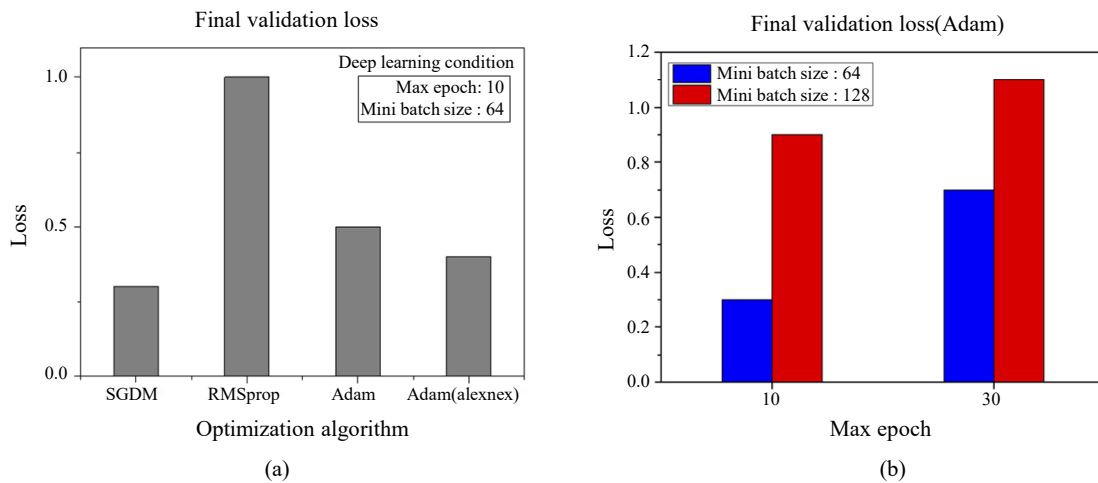 Final validation loss
Deep learning condition
Max epoch: 10
Mini batch size : 64
1.0
0.5
0.0
Loss
SGDM
RMSprop
Adam
Adam(alexnex)
Optimization algorithm
(a)
Final validation loss(Adam)
Mini batch size : 64
Mini batch size : 128
1.2
1.0
0.8
0.6
0.4
0.2
0.0
Loss
10
30
Max epoch
(b)